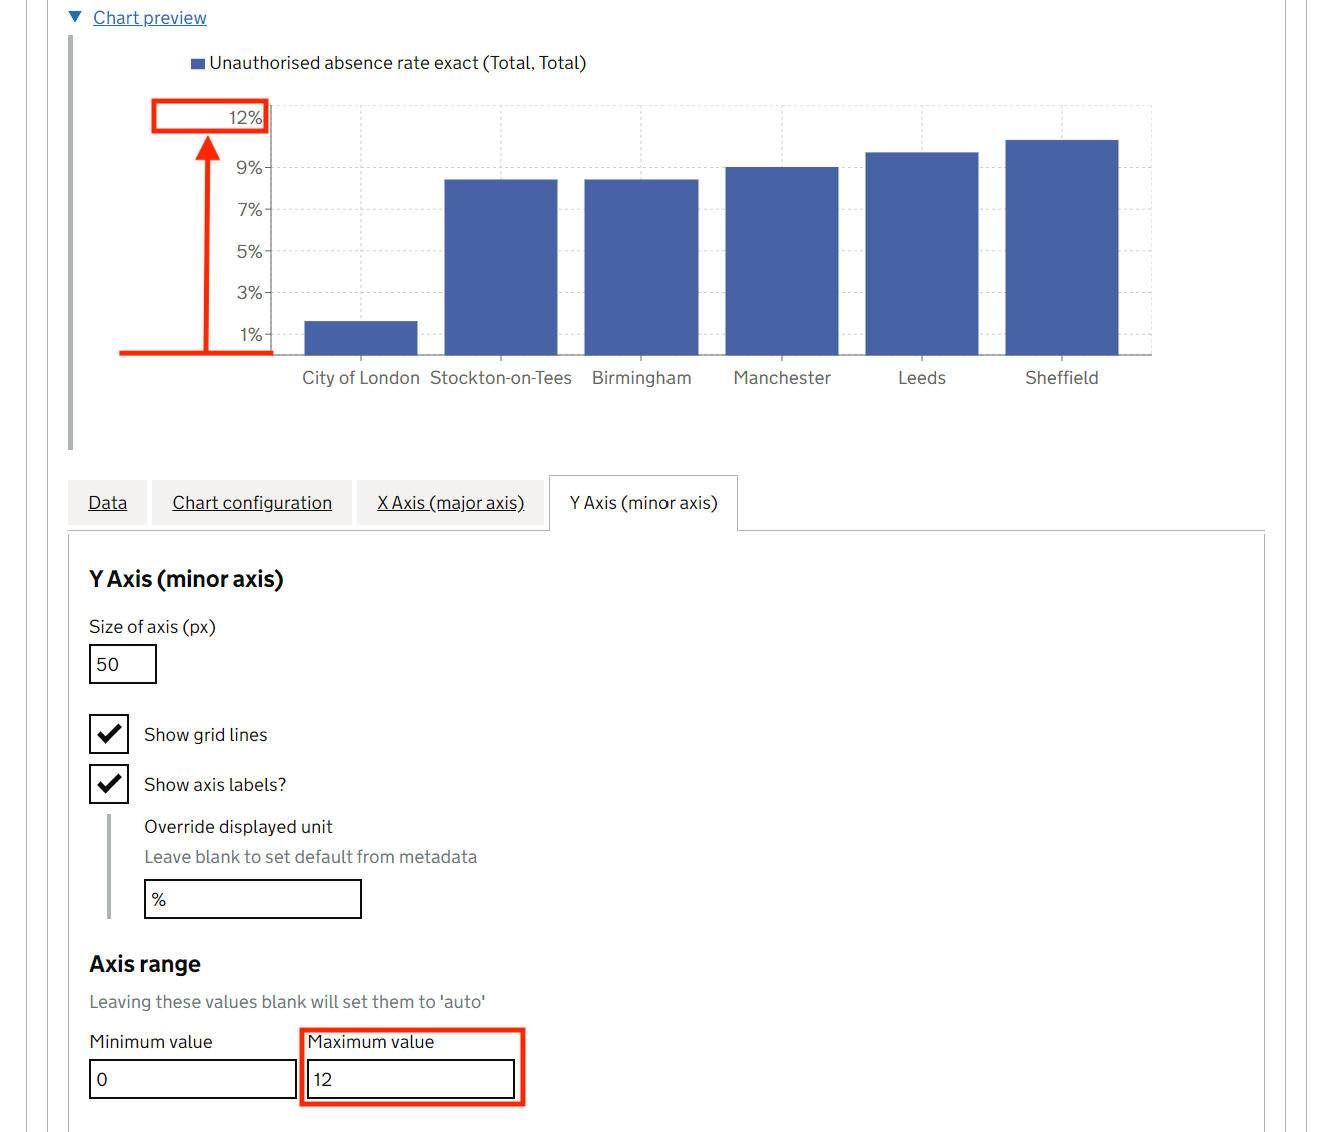 Chart preview
Unauthorised absence rate exact (Total, Total)
12%
9%
7%
5%
3%
1%
City of London Stockton-on-Tees Birmingham Manchester Leeds Sheffield
Data Chart configuration X Axis (major axis) Y Axis (minor axis)
Y Axis (minor axis)
Size of axis (px)
50
Show grid lines
Show axis labels?
Override displayed unit
Leave blank to set default from metadata
%
Axis range
Leaving these values blank will set them to 'auto'
Minimum value Maximum value
0 12